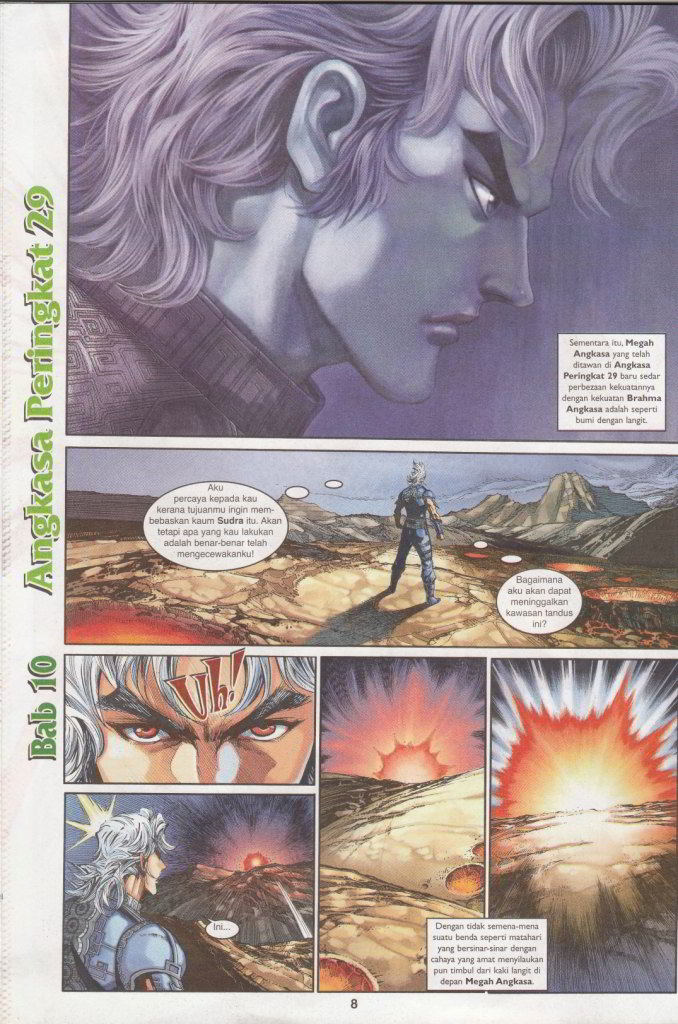 Bab 10 Angkasa Peringkat 29
Sementara itu, Megah
Angkasa yang telah
ditawan di Angkasa
Peringkat 29 baru sedar
perbezaan kekuatannya
dengan kekuatan Brahma
Angkasa adalah seperti
bumi dengan langit.
Aku
percaya kepada kau
kerana tujuanmu ingin mem-
bebaskan kaum Sudra itu. Akan
tetapi apa yang kau lakukan
adalah benar-benar telah
mengecewakanku!
Bagaimana
aku akan dapat
meninggalkan
kawasan tandus
ini?
Uh!
Ini...
Dengan tidak semena-mena
suatu benda seperti matahari
yang bersinar-sinar dengan
cahaya yang amat menyilaukan
pun timbul dari kaki langit di
depan Megah Angkasa.
8